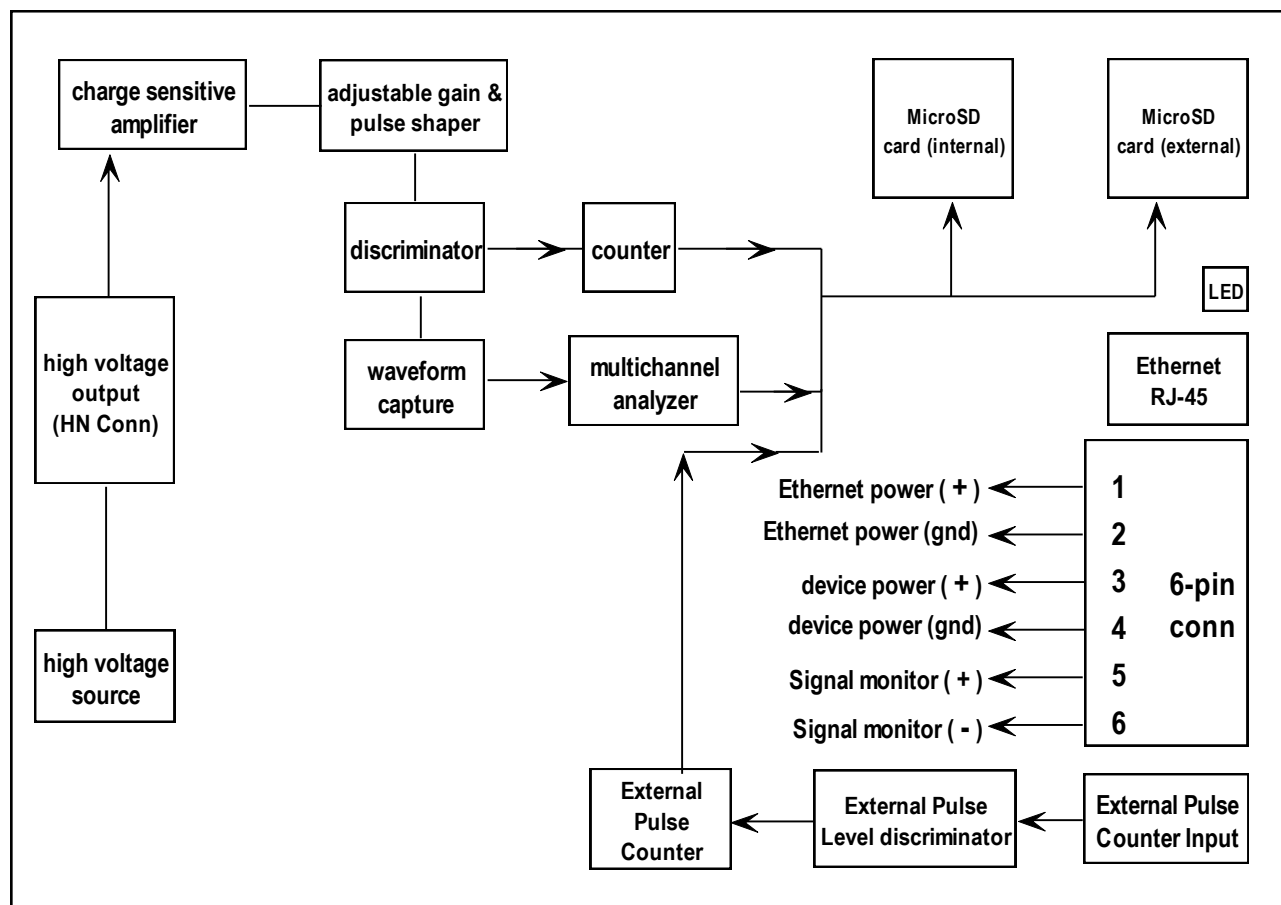 charge sensitive
amplifier
adjustable gain &
pulse shaper
MicroSD
card (internal)
MicroSD
card (external)
discriminator
counter
LED
high voltage
output
(HN Conn)
waveform
capture
multichannel
analyzer
Ethernet
RJ-45
Ethernet power ( + )
1
Ethernet power (gnd)
2
device power ( + )
3
device power (gnd)
4
Signal monitor ( + )
5
Signal monitor ( - )
6
6-pin
conn
high voltage
source
External
Pulse
Counter
External Pulse
Level discriminator
External Pulse
Counter Input